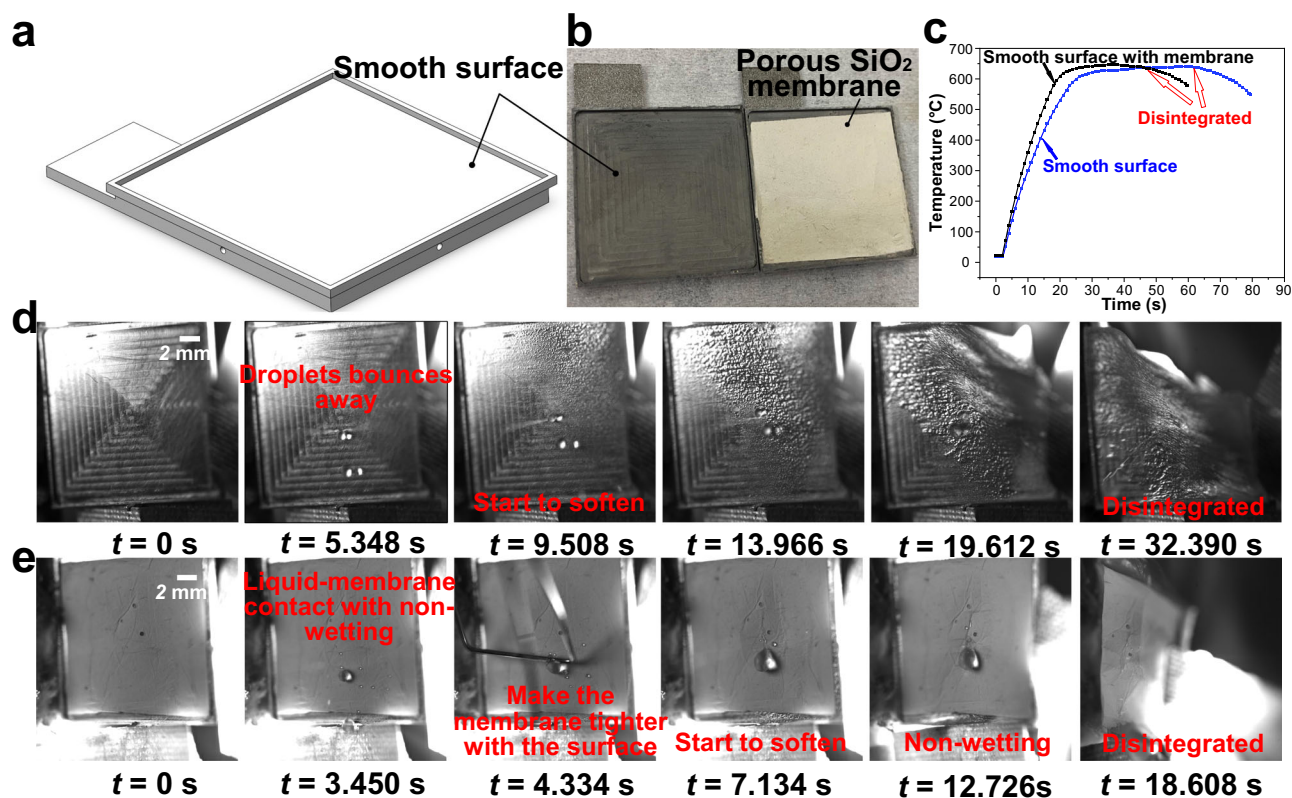 a
Smooth surface
b
Porous SiO₂
membrane
c
700
600
500
400
300
200
100
0
Temperature (°C)
Smooth surface with membrane
Disintegrated
Smooth surface
0 10 20 30 40 50 60 70 80 90
Time (s)
d
2 mm
Droplets bounces
away
Start to soften
Disintegrated
t = 0 s
t = 5.348 s
t = 9.508 s
t = 13.966 s
t = 19.612 s
t = 32.390 s
e
2 mm
Liquid-membrane
contact with non-
wetting
Make the
membrane tighter
with the surface
Start to soften
Non-wetting
Disintegrated
t = 0 s
t = 3.450 s
t = 4.334 s
t = 7.134 s
t = 12.726s
t = 18.608 s